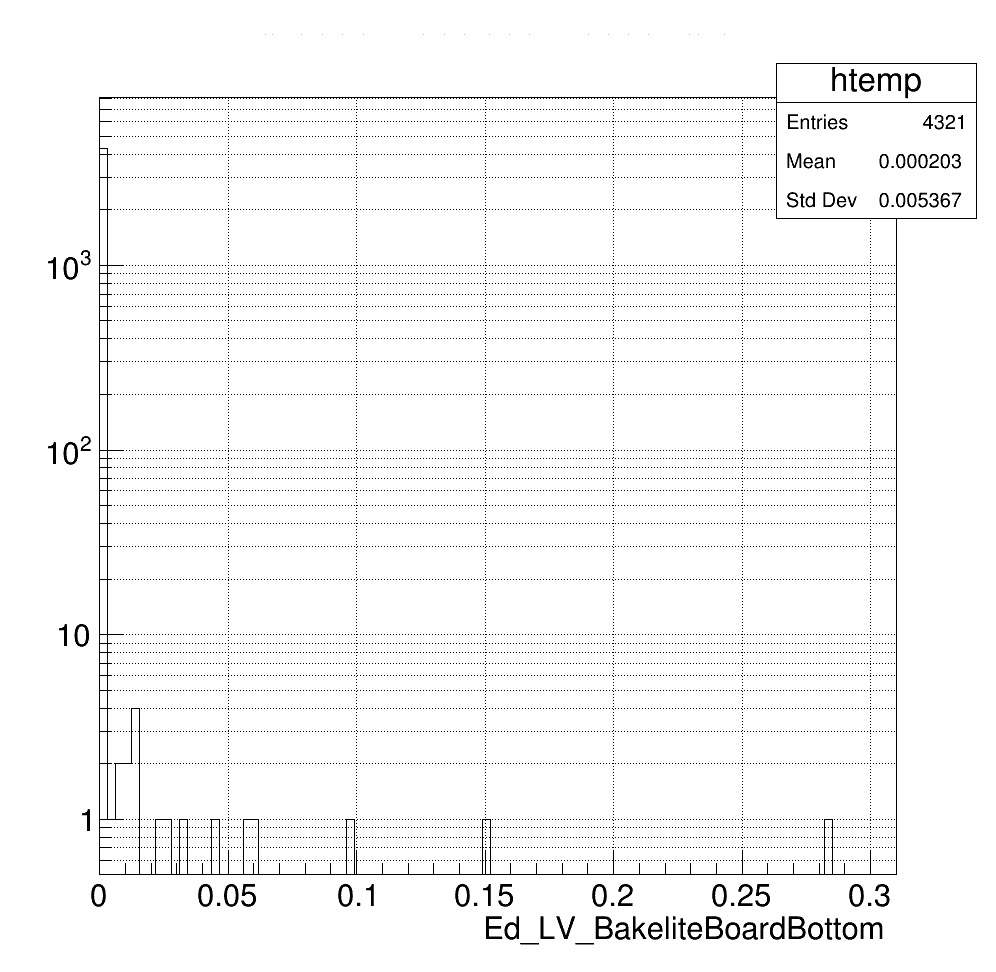 htemp
Entries 4321
Mean 0.000203
Std Dev 0.005367
10³
10²
10
1
0 0.05 0.1 0.15 0.2 0.25 0.3
Ed_LV_BakeliteBoardBottom